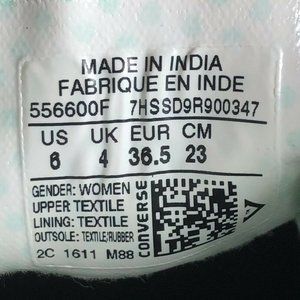 MADE IN INDIA
FABRIQUE EN INDE
556600F 7HSSD9R900347
US UK EUR CM
6 4 36.5 23
GENDER: WOMEN
UPPER TEXTILE
LINING: TEXTILE
OUTSOLE: TEXTILE/RUBBER
2C 1611 M88
CONVERSE